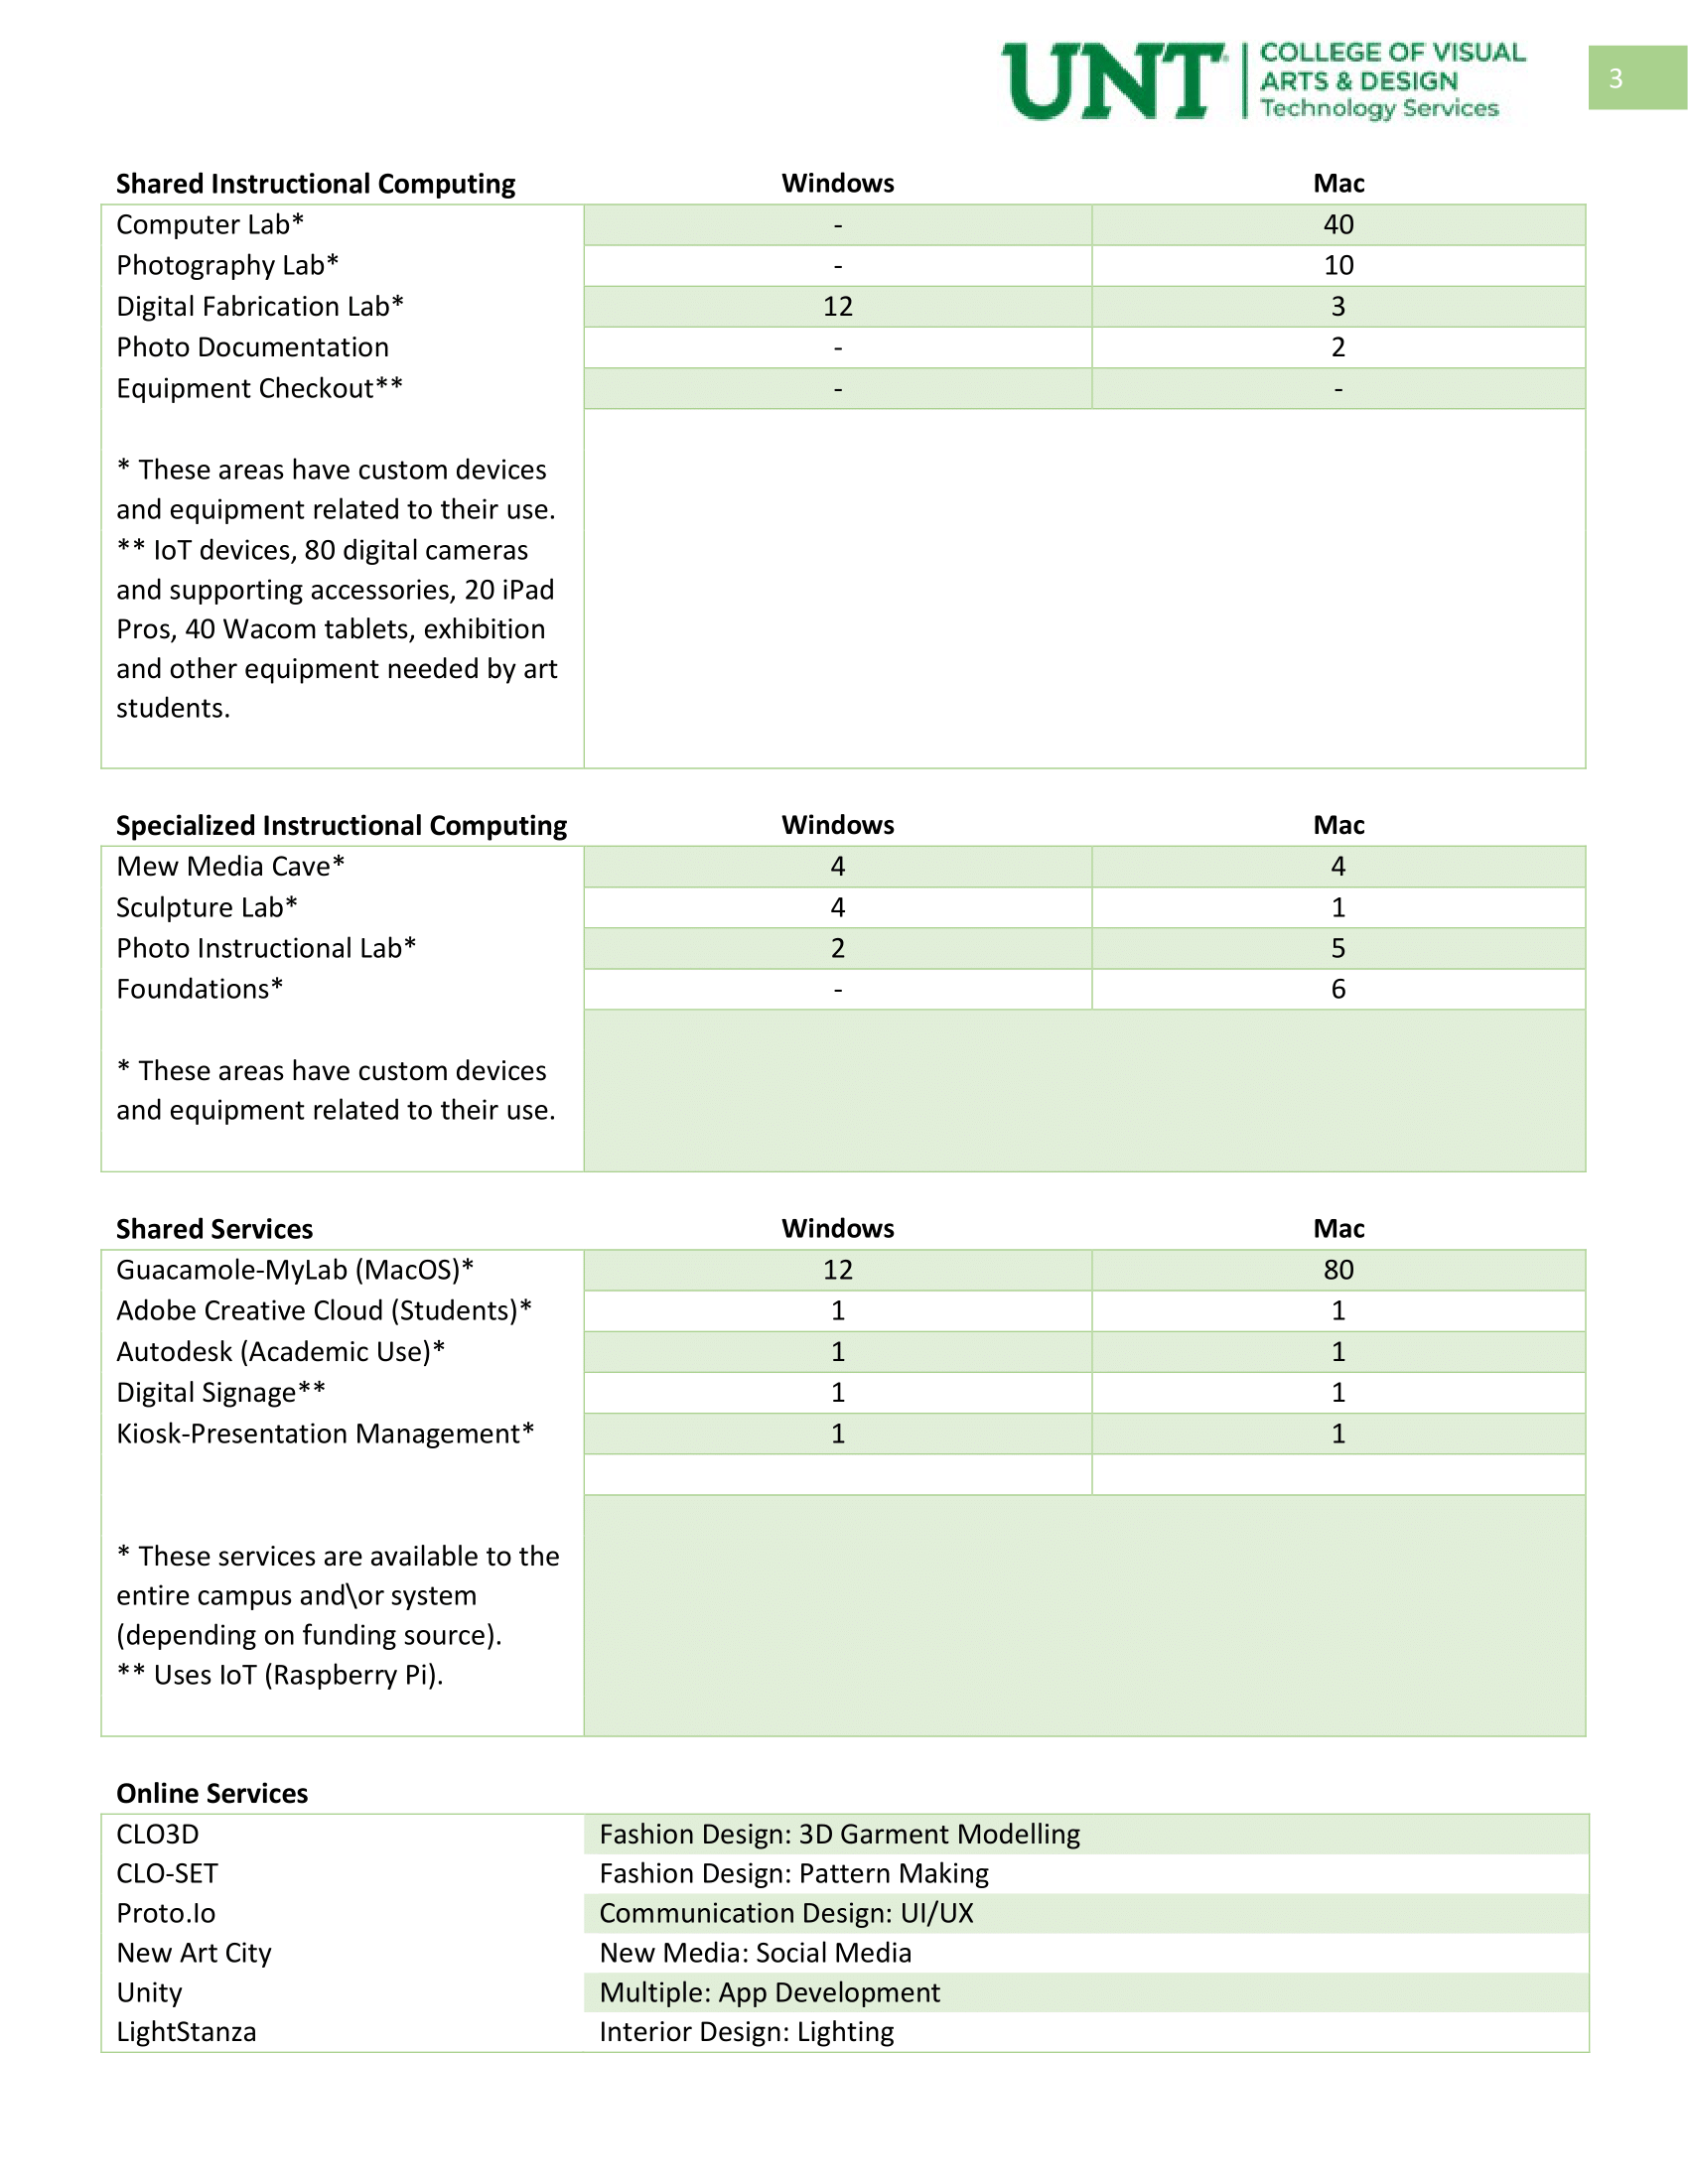 UNT COLLEGE OF VISUAL
ARTS & DESIGN
Technology Services
3
Shared Instructional Computing Windows Mac
Computer Lab* - 40
Photography Lab* - 10
Digital Fabrication Lab* 12 3
Photo Documentation - 2
Equipment Checkout** - -
* These areas have custom devices
and equipment related to their use.
** IoT devices, 80 digital cameras
and supporting accessories, 20 iPad
Pros, 40 Wacom tablets, exhibition
and other equipment needed by art
students.
Specialized Instructional Computing Windows Mac
Mew Media Cave* 4 4
Sculpture Lab* 4 1
Photo Instructional Lab* 2 5
Foundations* - 6
* These areas have custom devices
and equipment related to their use.
Shared Services Windows Mac
Guacamole-MyLab (MacOS)* 12 80
Adobe Creative Cloud (Students)* 1 1
Autodesk (Academic Use)* 1 1
Digital Signage** 1 1
Kiosk-Presentation Management* 1 1
* These services are available to the
entire campus and\or system
(depending on funding source).
** Uses IoT (Raspberry Pi).
Online Services
CLO3D Fashion Design: 3D Garment Modelling
CLO-SET Fashion Design: Pattern Making
Proto.Io Communication Design: UI/UX
New Art City New Media: Social Media
Unity Multiple: App Development
LightStanza Interior Design: Lighting